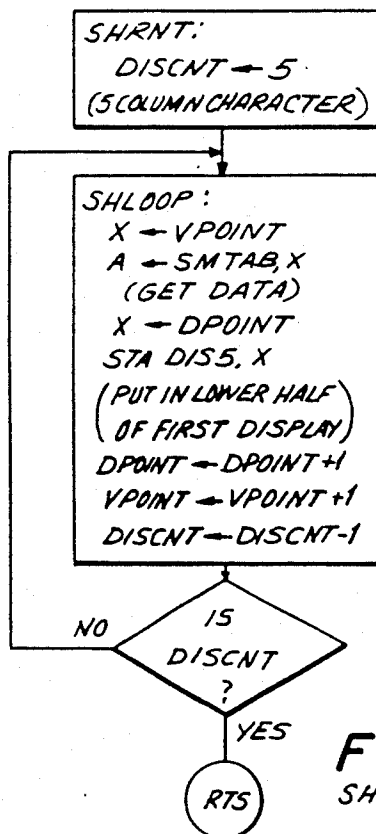 SHRNT:
DISCNT ← 5
(5 COLUMN CHARACTER)
SHLOOP:
X ← VPOINT
A ← SMTAB, X
(GET DATA)
X ← DPOINT
STA DIS5, X
(PUT IN LOWER HALF
OF FIRST DISPLAY)
DPOINT ← DPOINT+1
VPOINT ← VPOINT+1
DISCNT ← DISCNT-1
IS
DISCNT
?
NO
YES
RTS
F
SH